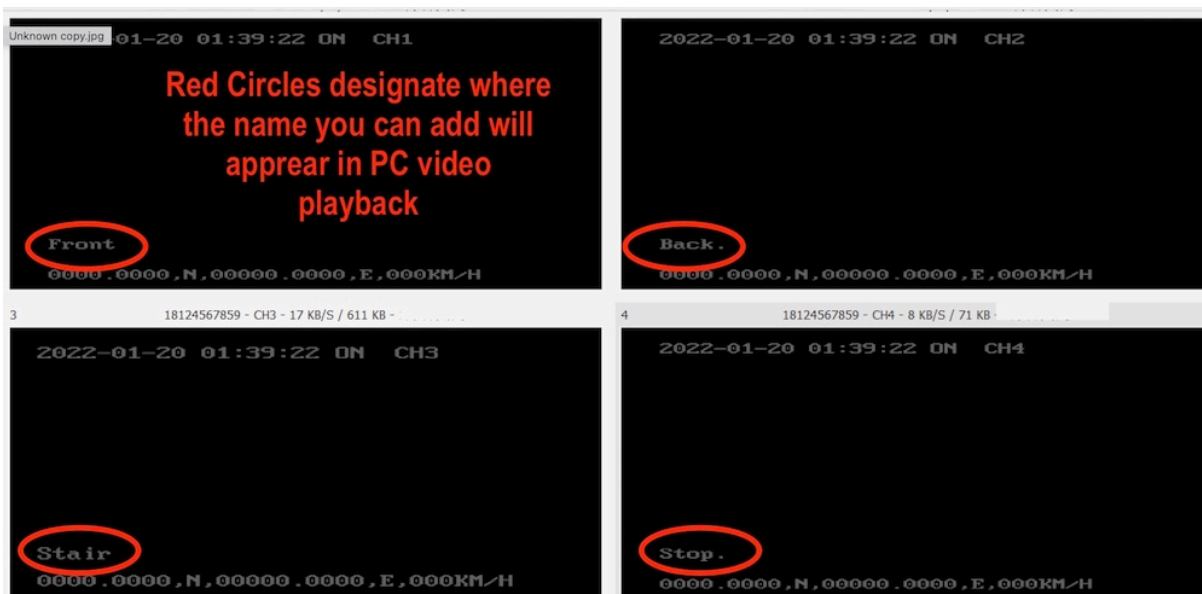 Unknown copy.jpg
01-20 01:39:22 ON CH1
2022-01-20 01:39:22 ON CH2
Red Circles designate where
the name you can add will
apprear in PC video
playback
Front
Back.
0000.0000,N,00000.0000,E,000KM/H
0000.0000,N,00000.0000,E,000KM/H
3 18124567859 - CH3 - 17 KB/S / 611 KB -
4 18124567859 - CH4 - 8 KB/S / 71 KB -
2022-01-20 01:39:22 ON CH3
2022-01-20 01:39:22 ON CH4
Stair
Stop.
0000.0000,N,00000.0000,E,000KM/H
0000.0000,N,00000.0000,E,000KM/H